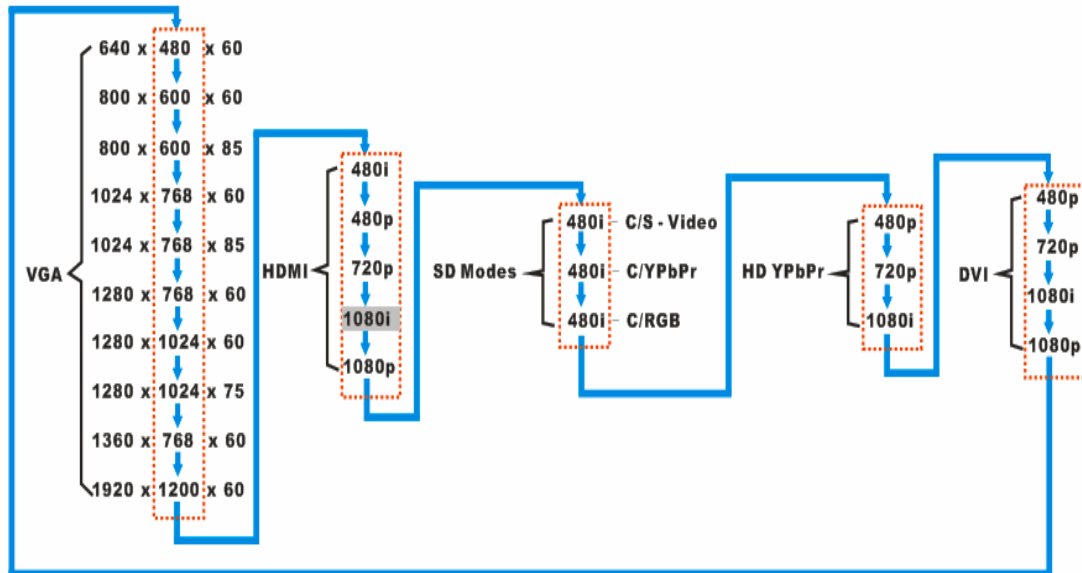 VGA
640 x 480 x 60
800 x 600 x 60
800 x 600 x 85
1024 x 768 x 60
1024 x 768 x 85
1280 x 768 x 60
1280 x 1024 x 60
1280 x 1024 x 75
1360 x 768 x 60
1920 x 1200 x 60
HDMI
480i
480p
720p
1080i
1080p
SD Modes
480i - C/S - Video
480i - C/YPbPr
480i - C/RGB
HD YPbPr
480p
720p
1080i
DVI
480p
720p
1080i
1080p